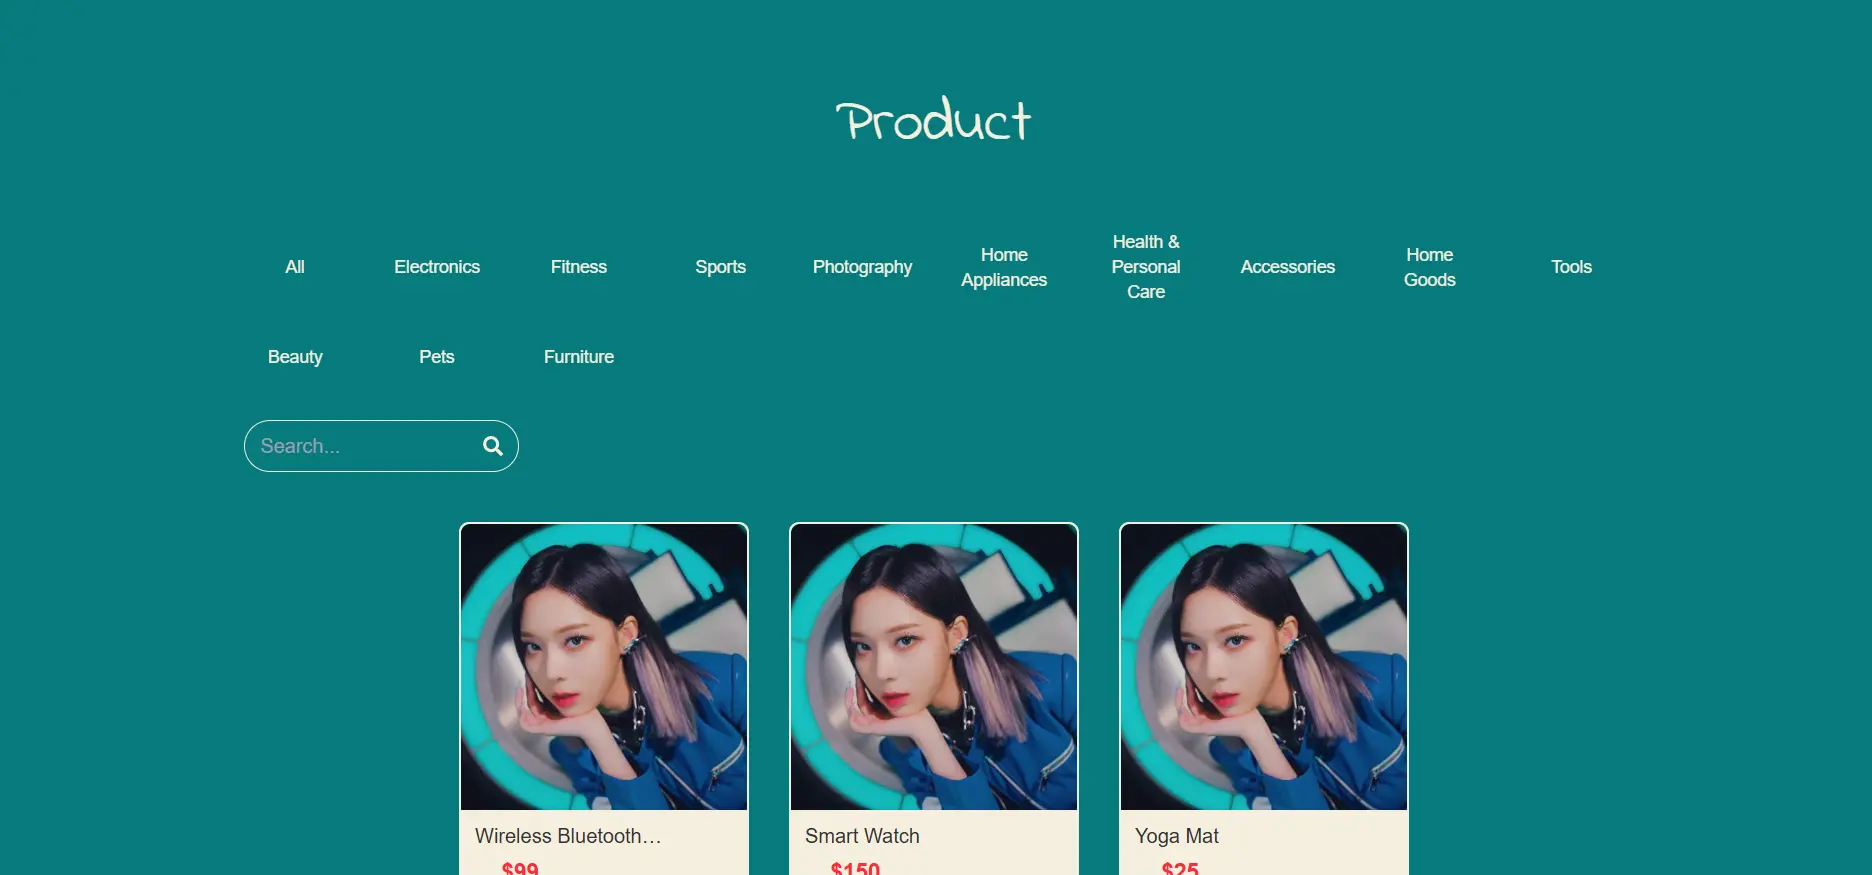 Product
All
Electronics
Fitness
Sports
Photography
Home
Appliances
Health &
Personal
Care
Accessories
Home
Goods
Tools
Beauty
Pets
Furniture
Search...
Wireless Bluetooth…
Smart Watch
Yoga Mat
$99
$150
$25